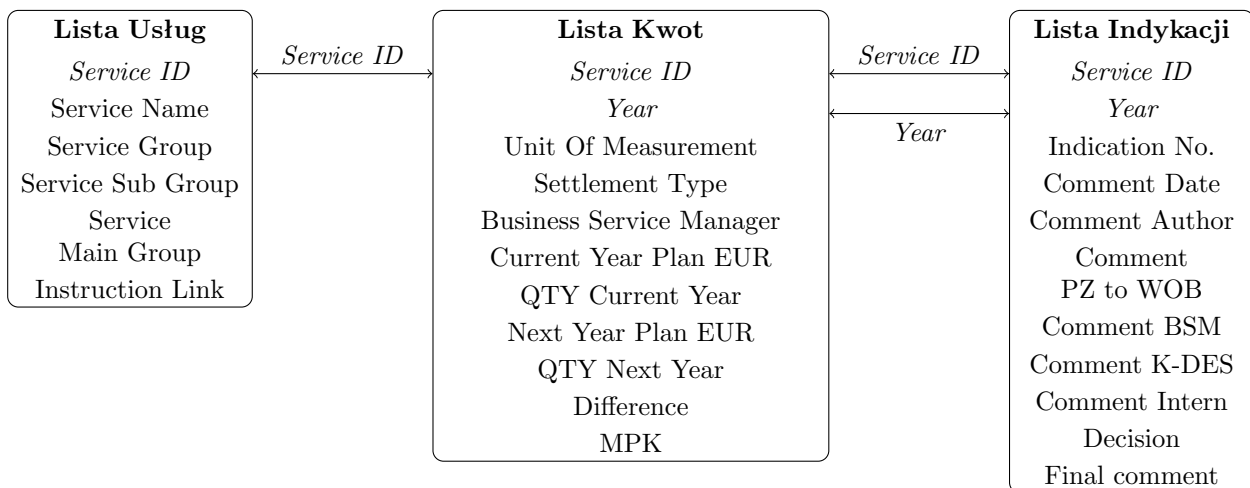 Lista Usług
Service ID
Service Name
Service Group
Service Sub Group
Service
Main Group
Instruction Link
Service ID
Lista Kwot
Service ID
Year
Unit Of Measurement
Settlement Type
Business Service Manager
Current Year Plan EUR
QTY Current Year
Next Year Plan EUR
QTY Next Year
Difference
MPK
Service ID
Year
Lista Indykacji
Service ID
Year
Indication No.
Comment Date
Comment Author
Comment
PZ to WOB
Comment BSM
Comment K-DES
Comment Intern
Decision
Final comment